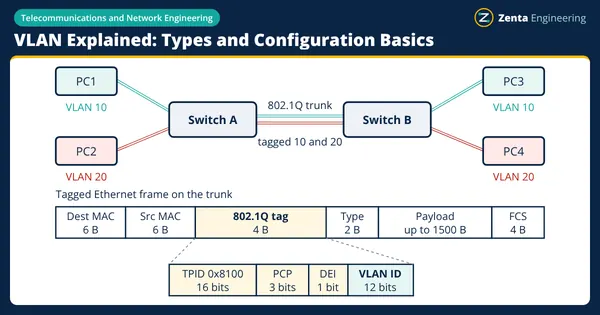 Telecommunications and Network Engineering
Zenta Engineering
VLAN Explained: Types and Configuration Basics
PC1
VLAN 10
PC2
VLAN 20
Switch A
802.1Q trunk
tagged 10 and 20
Switch B
PC3
VLAN 10
PC4
VLAN 20
Tagged Ethernet frame on the trunk
Dest MAC
6 B
Src MAC
6 B
802.1Q tag
4 B
Type
2 B
Payload
up to 1500 B
FCS
4 B
TPID 0x8100
16 bits
PCP
3 bits
DEI
1 bit
VLAN ID
12 bits